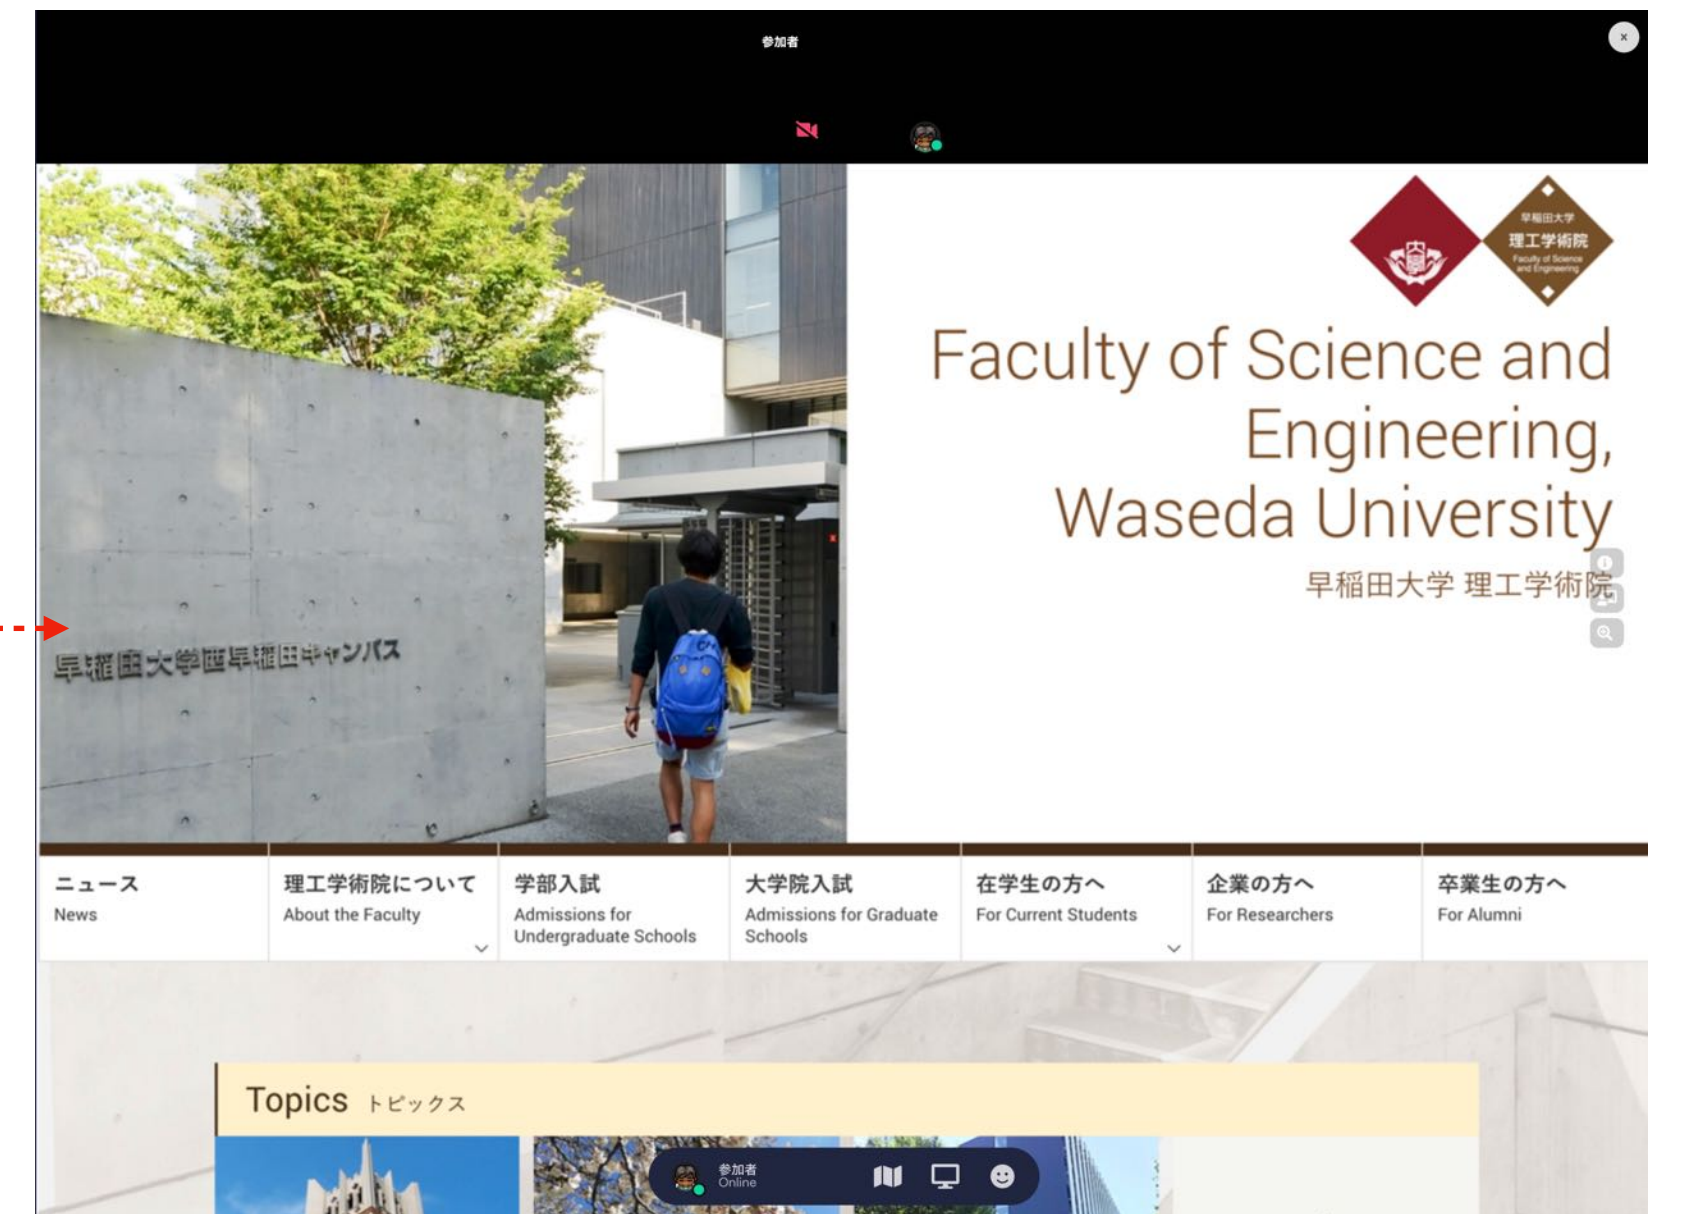 参加者
x
早稲田大学
理工学術院
Faculty of Science
and Engineering
Faculty of Science and
Engineering,
Waseda University
早稲田大学 理工学術院
早稲田大学西早稲田キャンパス
ニュース
News
理工学術院について
About the Faculty
学部入試
Admissions for
Undergraduate Schools
大学院入試
Admissions for Graduate
Schools
在学生の方へ
For Current Students
企業の方へ
For Researchers
卒業生の方へ
For Alumni
Topics トピックス
参加者
Online